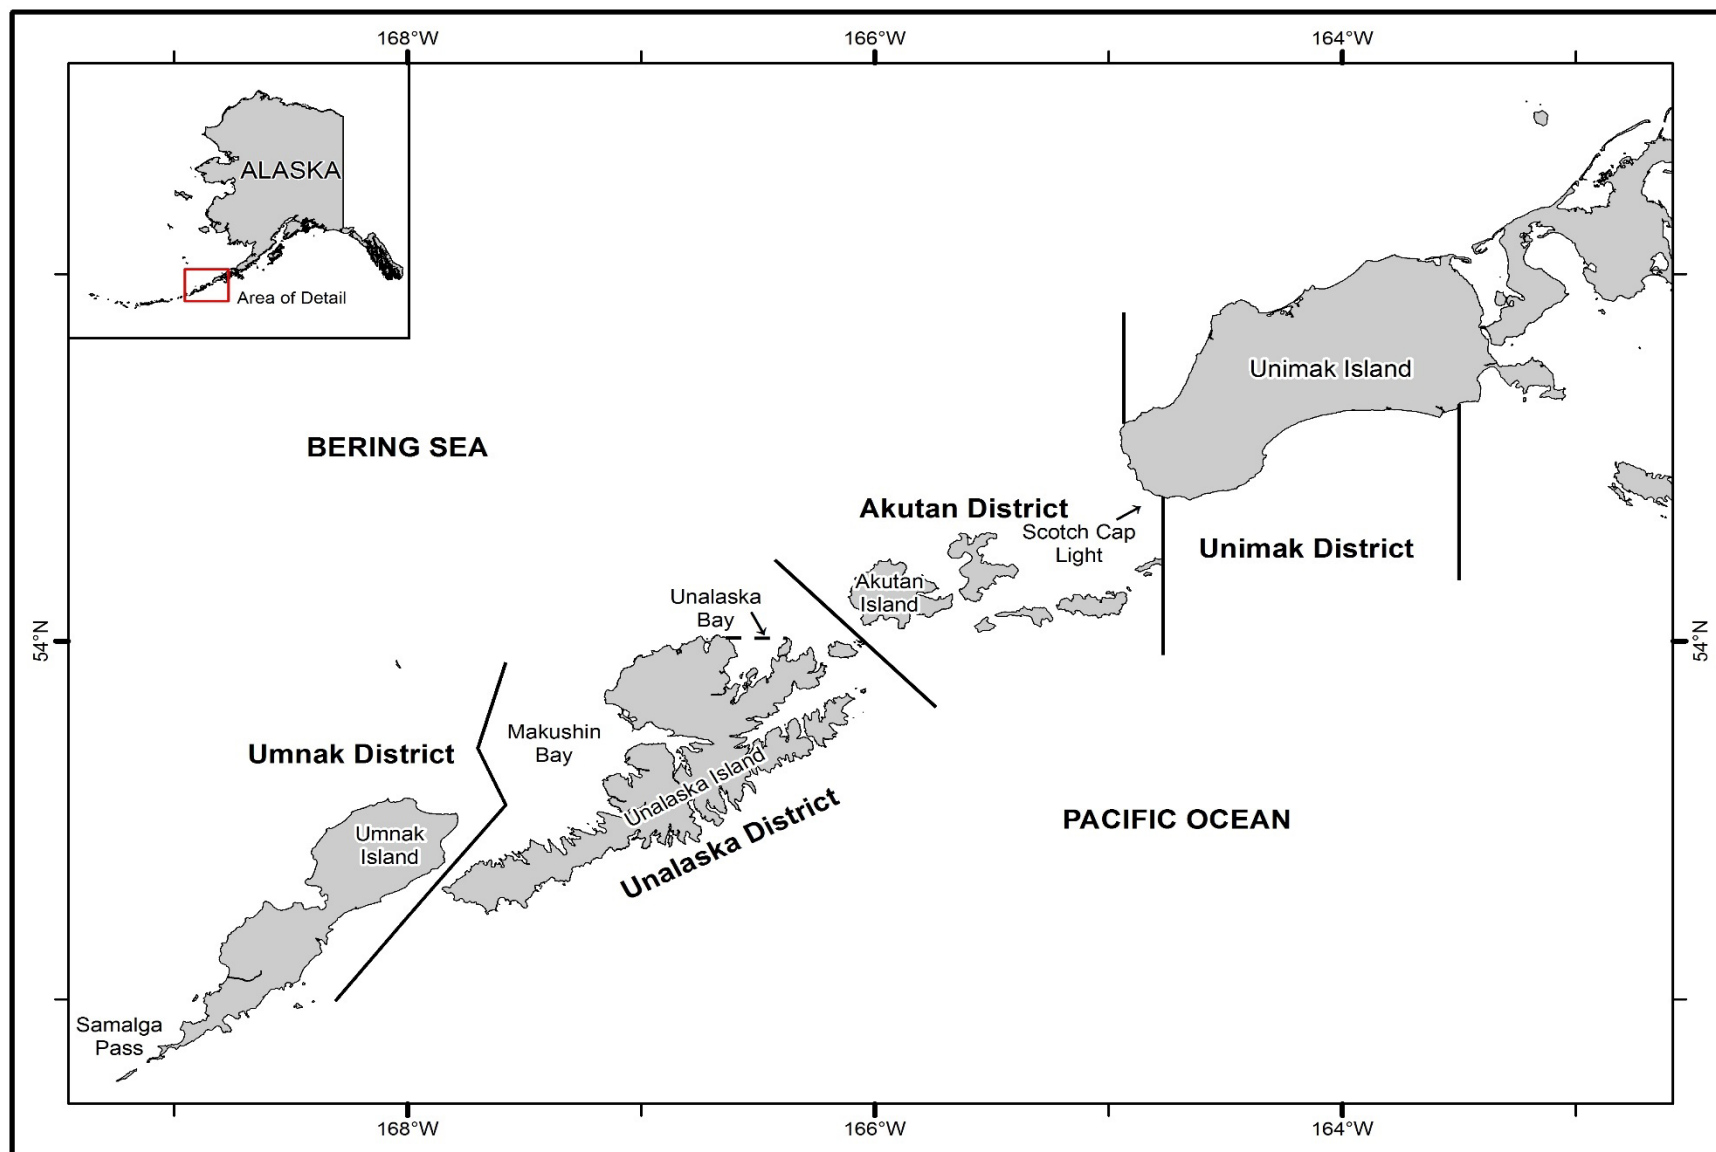 168°W
166°W
164°W
ALASKA
Area of Detail
Unimak Island
BERING SEA
Akutan District
Scotch Cap
Light
Unimak District
Akutan
Island
Unalaska
Bay
54°N
54°N
Makushin
Bay
Umnak District
Unalaska Island
Unalaska District
PACIFIC OCEAN
Umnak
Island
Samalga
Pass
168°W
166°W
164°W